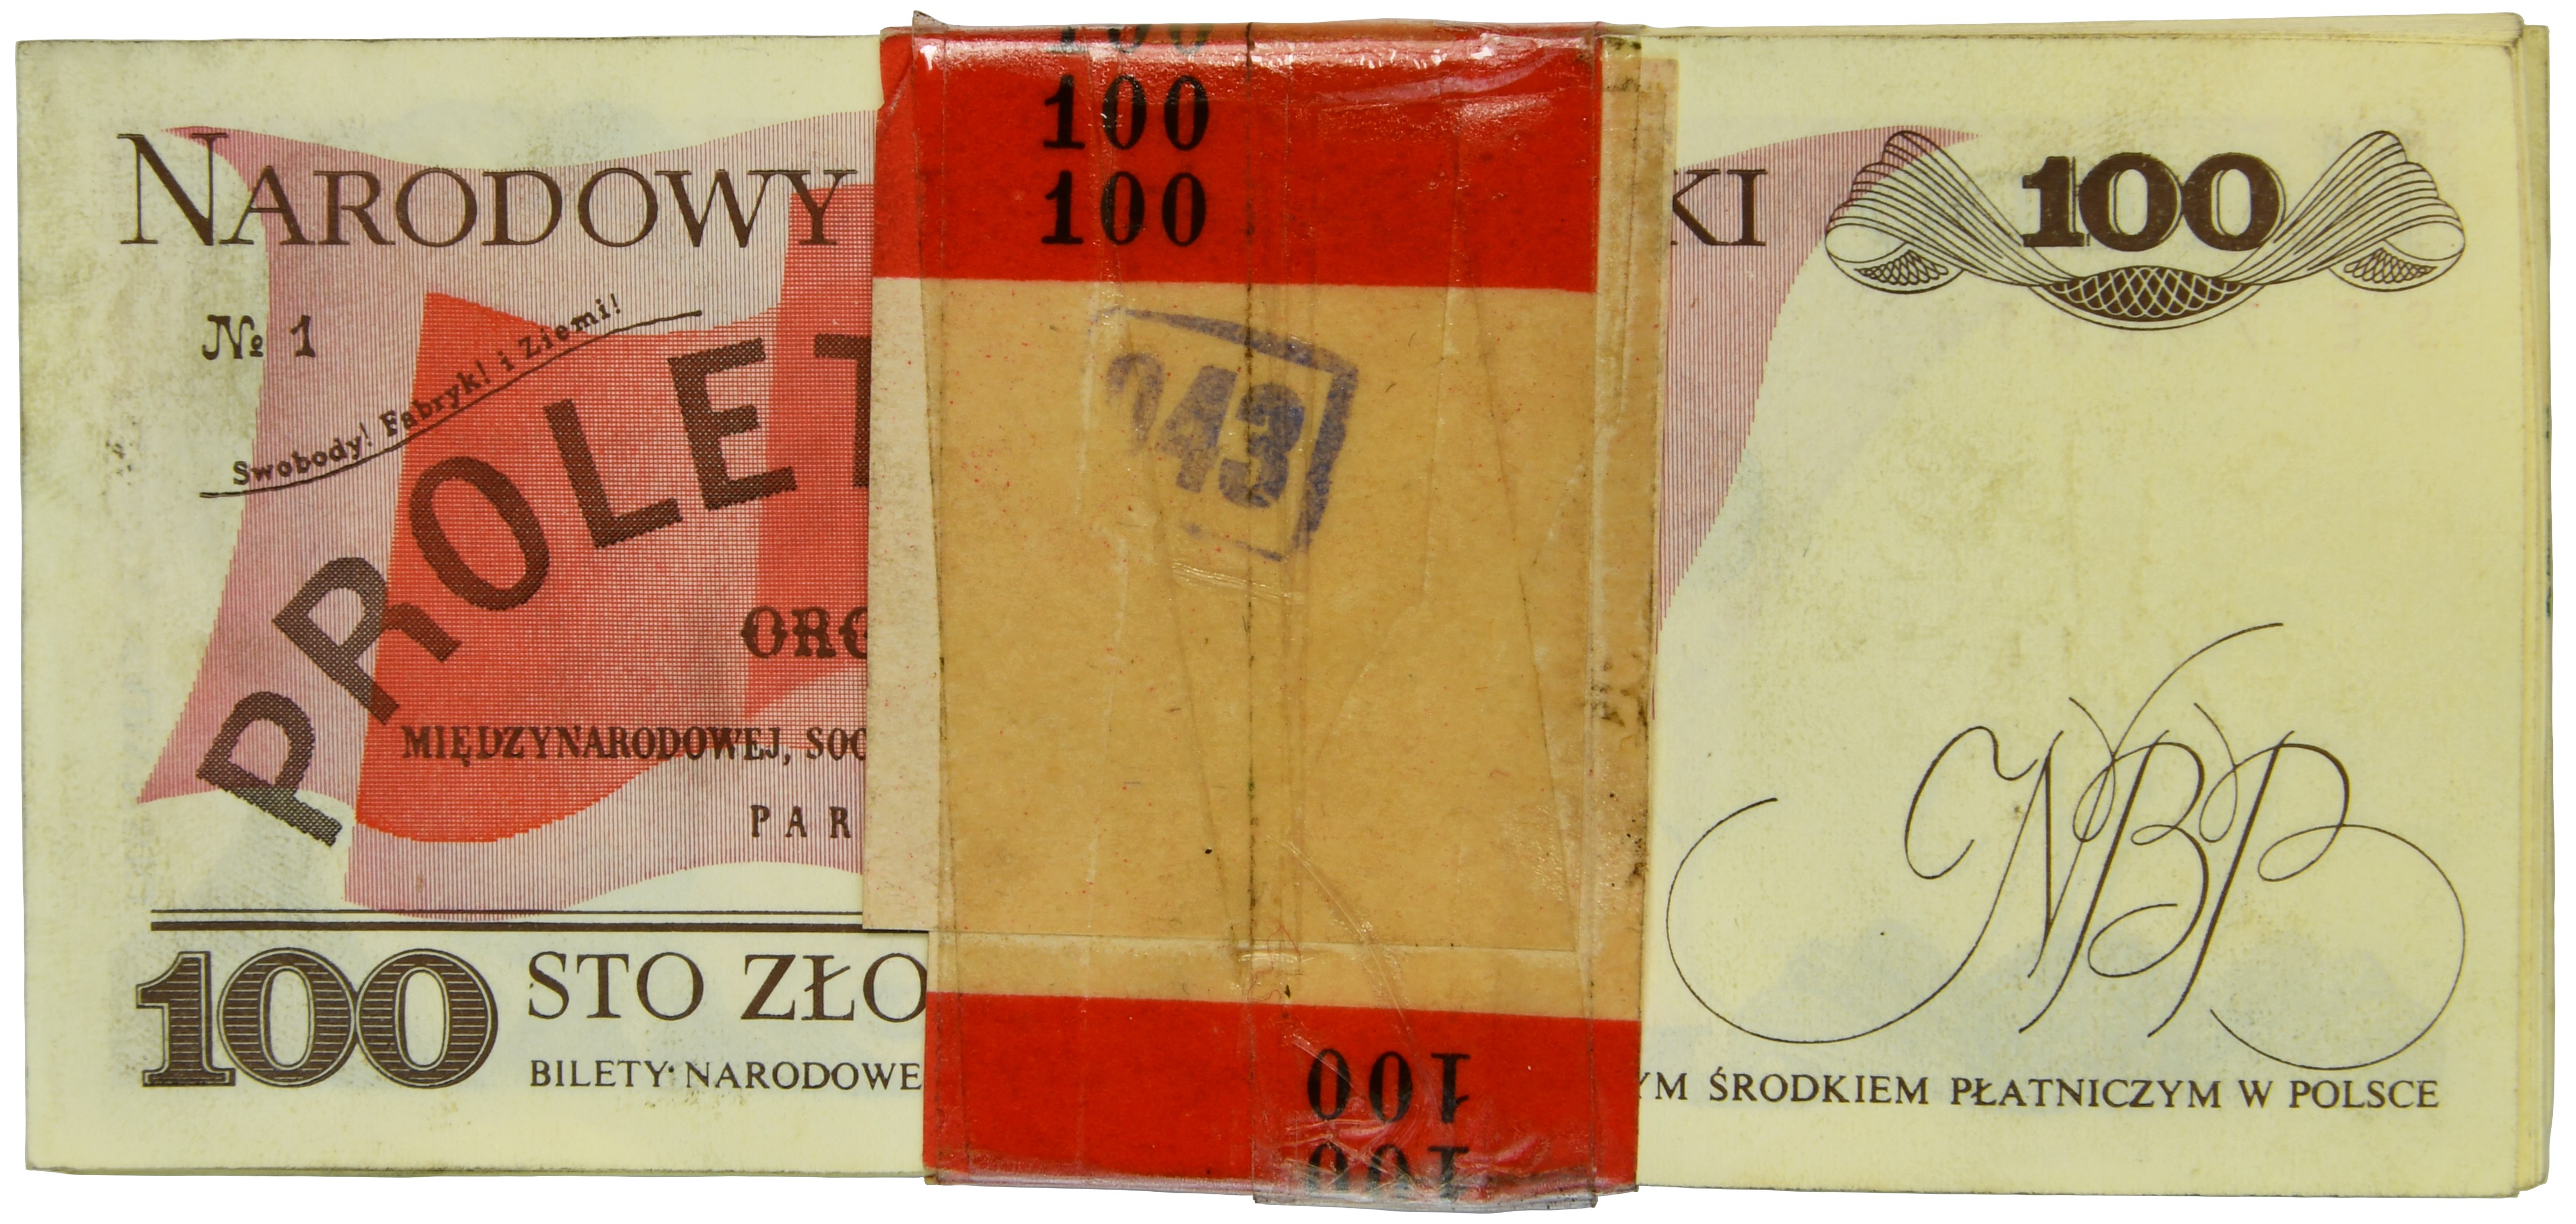 NARODOWY
KI
100
№ 1
Swobody! Fabryk! i Ziemi!
PROLET
ORG
MIĘDZYNARODOWEJ, SOC
PAR
100
STO ZŁO
BILETY NARODOWE
YM ŚRODKIEM PŁATNICZYM W POLSCE
NBP
100
100
100
943
100
100